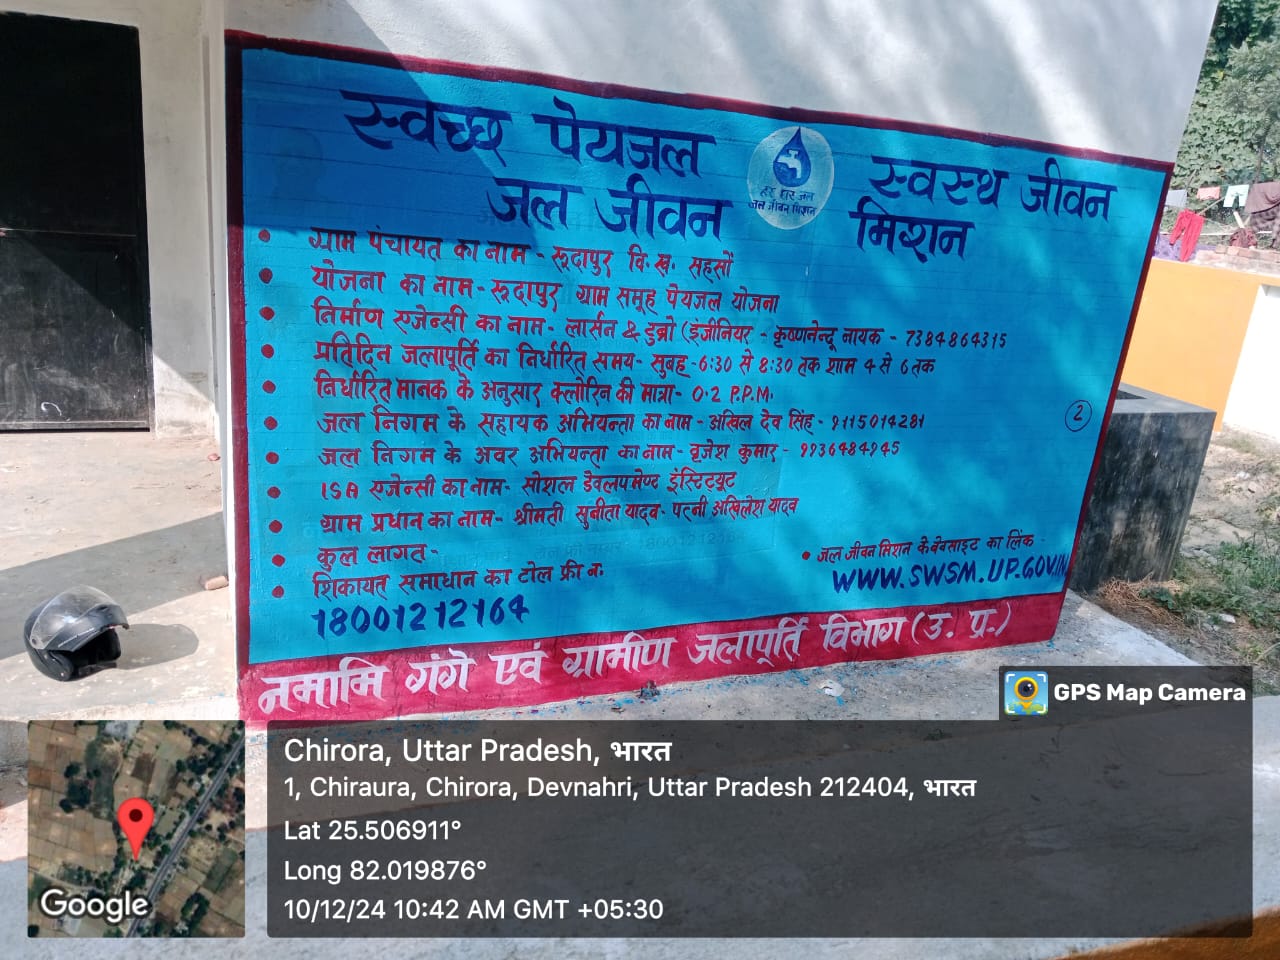 स्वच्छ पेयजल स्वस्थ जीवन
हर घर जल
जल जीवन मिशन
जल जीवन मिशन
• ग्राम पंचायत का नाम - रूदापुर वि.ख. सहसों
• योजना का नाम - रूदापुर ग्राम समूह पेयजल योजना
• निर्माण एजेन्सी का नाम - लार्सन & टुब्रो (इंजीनियर - कृष्णनेन्दू नायक - 7384864315
• प्रतिदिन जलापूर्ति का निर्धारित समय - सुबह - 6:30 से 8:30 तक शाम 4 से 6 तक
• निर्धारित मानक के अनुसार क्लोरिन की मात्रा - 0.2 P.P.M.
• जल निगम के सहायक अभियन्ता का नाम - अखिल देव सिंह - 9115014281
• जल निगम के अवर अभियन्ता का नाम - वृजेश कुमार - 9936484945
• ISA एजेन्सी का नाम - सोशल डेवलपमेण्ट इंस्टिट्यूट
• ग्राम प्रधान का नाम - श्रीमती सुनीता यादव - पत्नी अखिलेश यादव
• कुल लागत -
• शिकायत समाधान का टोल फ्री नं.
18001212164
2
• जल जीवन मिशन के वेबसाइट का लिंक -
WWW.SWSM.UP.GOV.IN
नमामि गंगे एवं ग्रामीण जलापूर्ति विभाग (उ. प्र.)
GPS Map Camera
Chirora, Uttar Pradesh, भारत
1, Chiraura, Chirora, Devnahri, Uttar Pradesh 212404, भारत
Lat 25.506911°
Long 82.019876°
10/12/24 10:42 AM GMT +05:30
Google